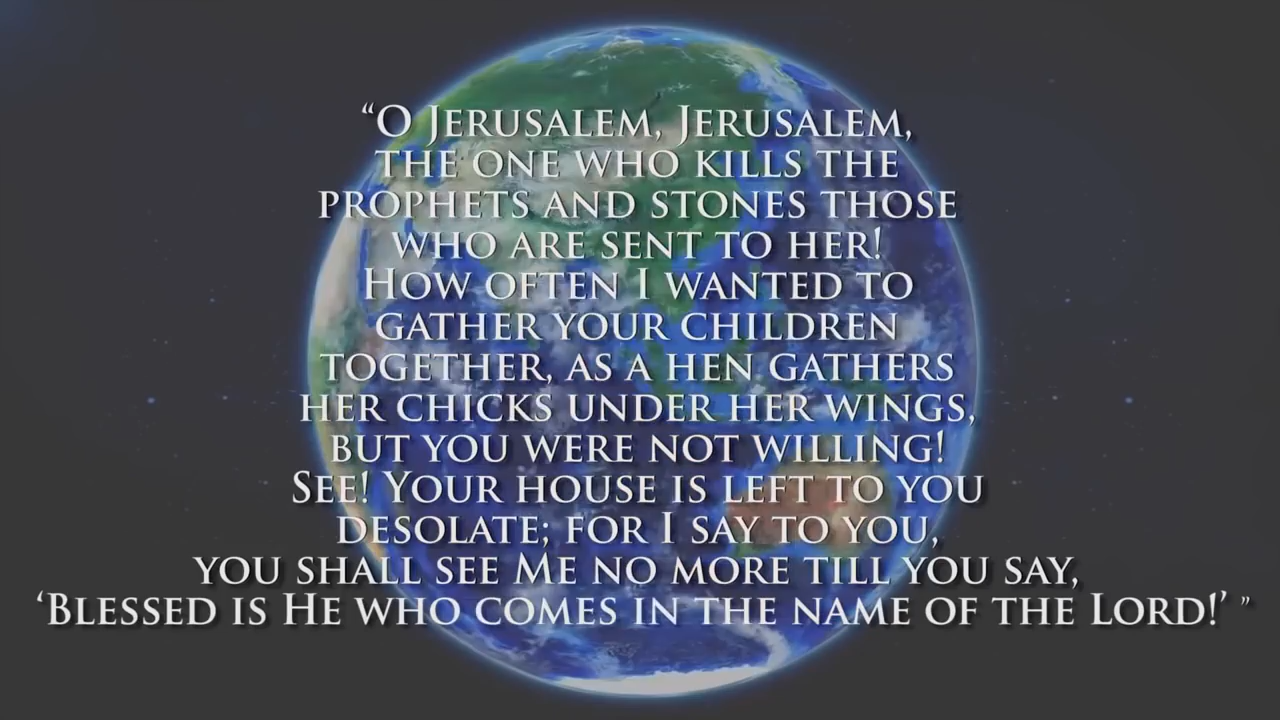 “O Jerusalem, Jerusalem,
the one who kills the
prophets and stones those
who are sent to her!
How often I wanted to
gather your children
together, as a hen gathers
her chicks under her wings,
but you were not willing!
See! Your house is left to you
desolate; for I say to you,
you shall see Me no more till you say,
‘Blessed is He who comes in the name of the Lord!’ ”